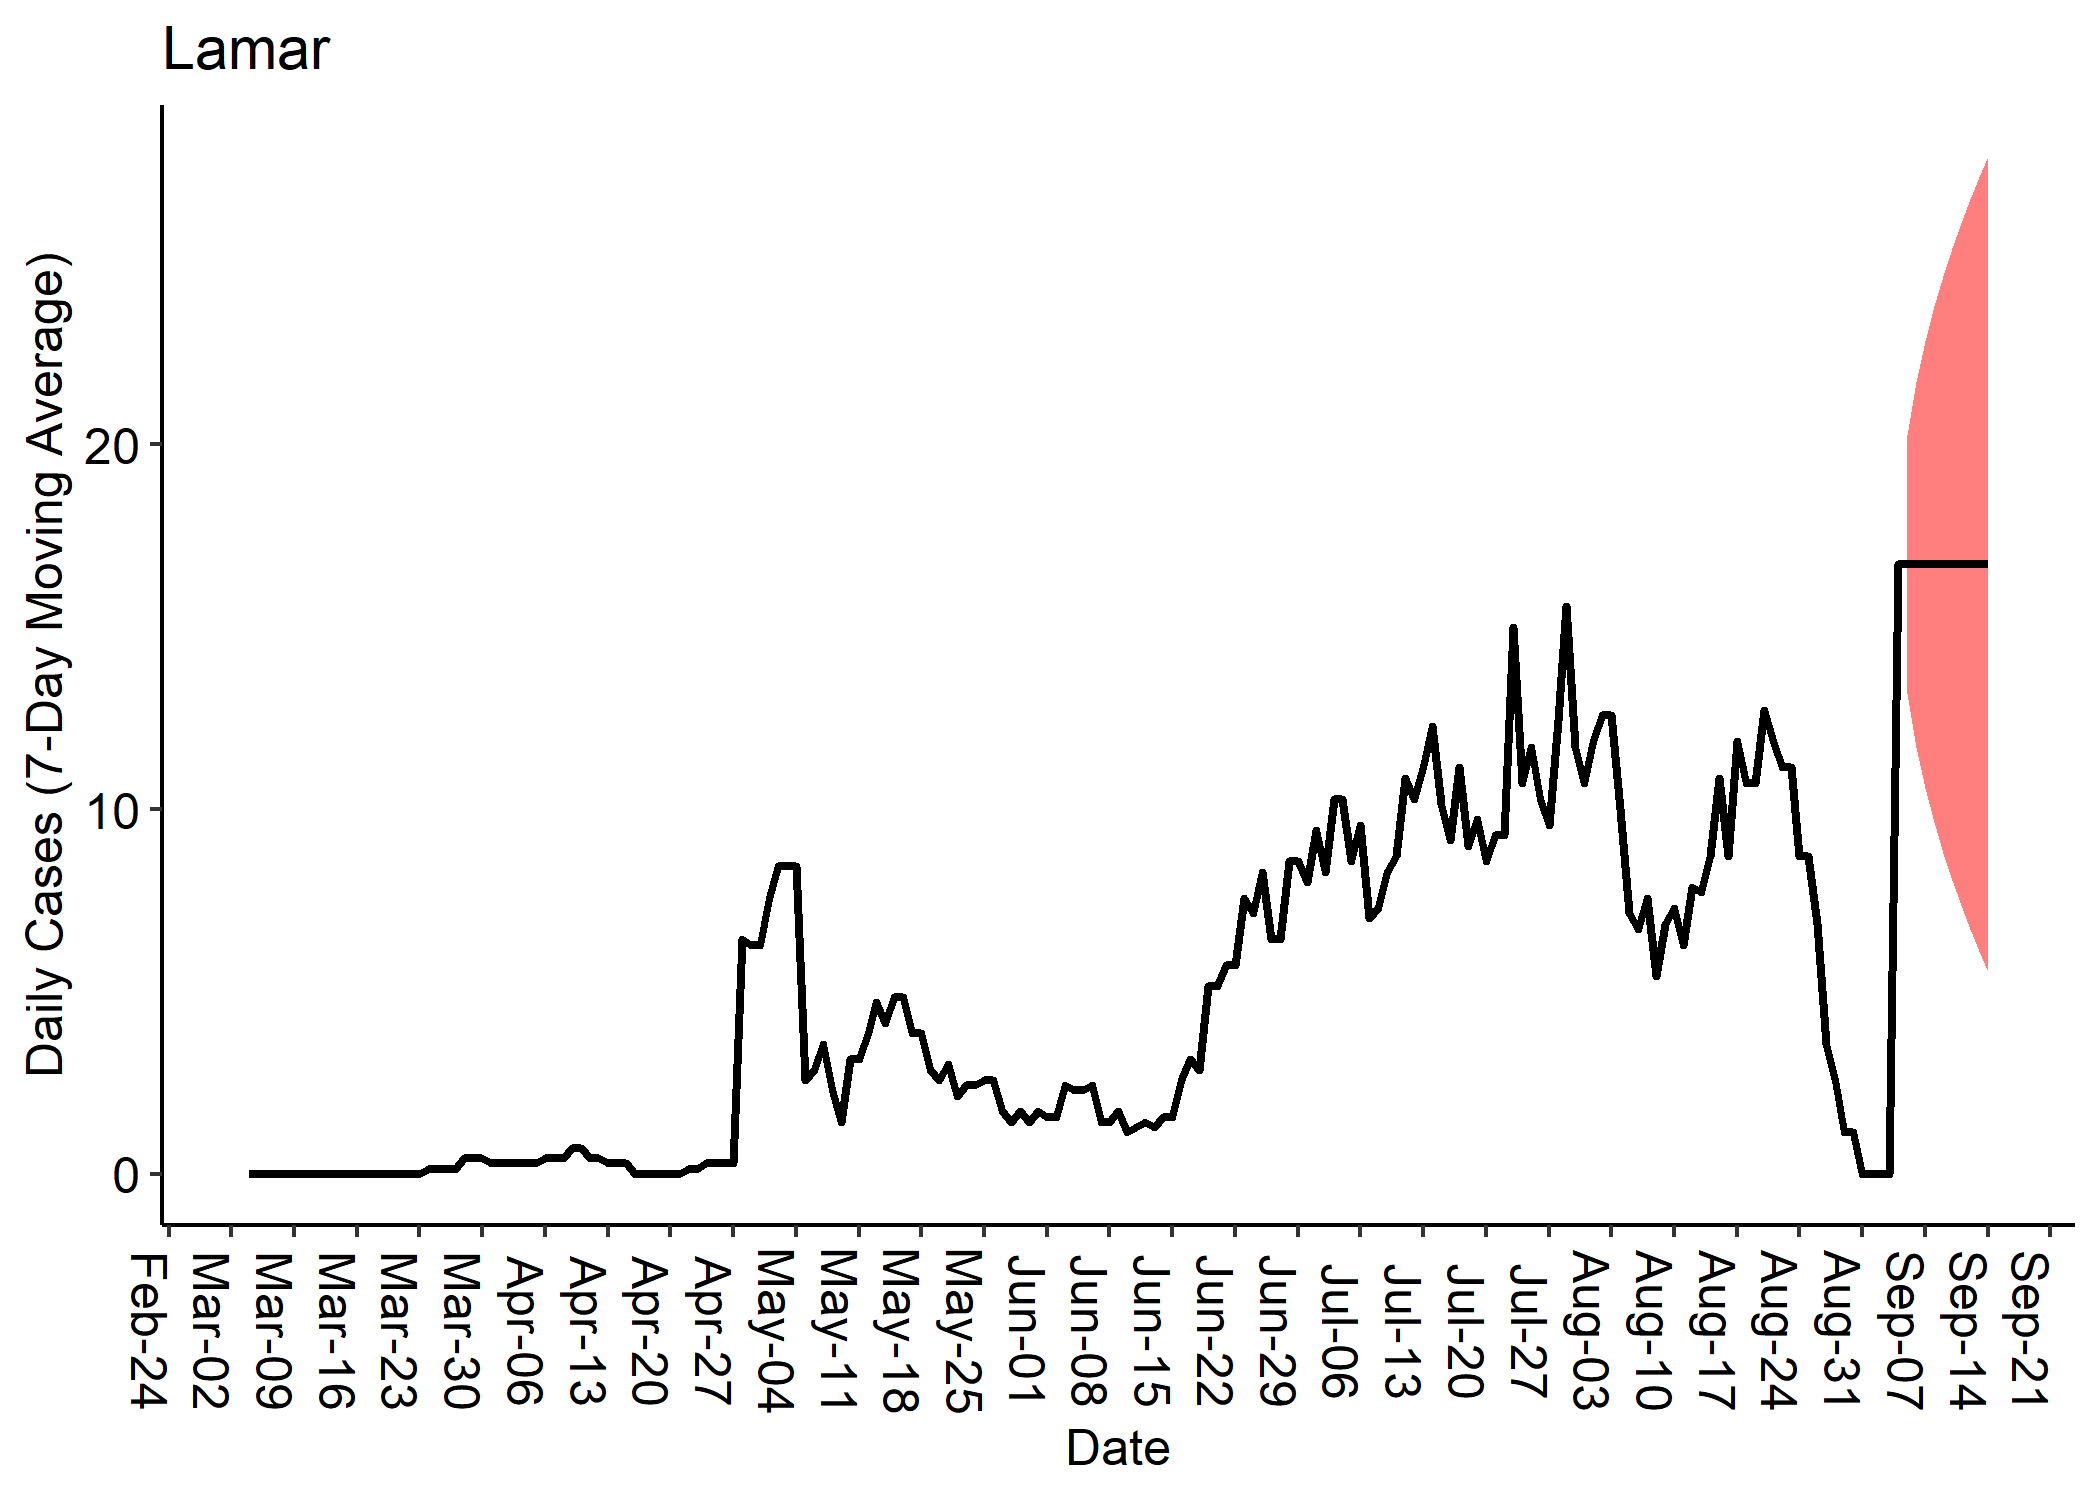 Lamar
Daily Cases (7-Day Moving Average)
20
10
0
Feb-24
Mar-02
Mar-09
Mar-16
Mar-23
Mar-30
Apr-06
Apr-13
Apr-20
Apr-27
May-04
May-11
May-18
May-25
Jun-01
Jun-08
Jun-15
Jun-22
Jun-29
Jul-06
Jul-13
Jul-20
Jul-27
Aug-03
Aug-10
Aug-17
Aug-24
Aug-31
Sep-07
Sep-14
Sep-21
Date